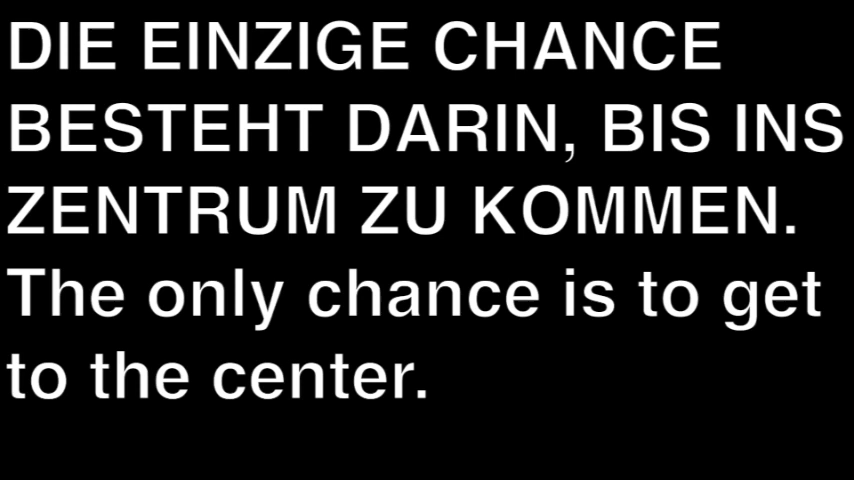 DIE EINZIGE CHANCE
BESTEHT DARIN, BIS INS
ZENTRUM ZU KOMMEN.
The only chance is to get
to the center.